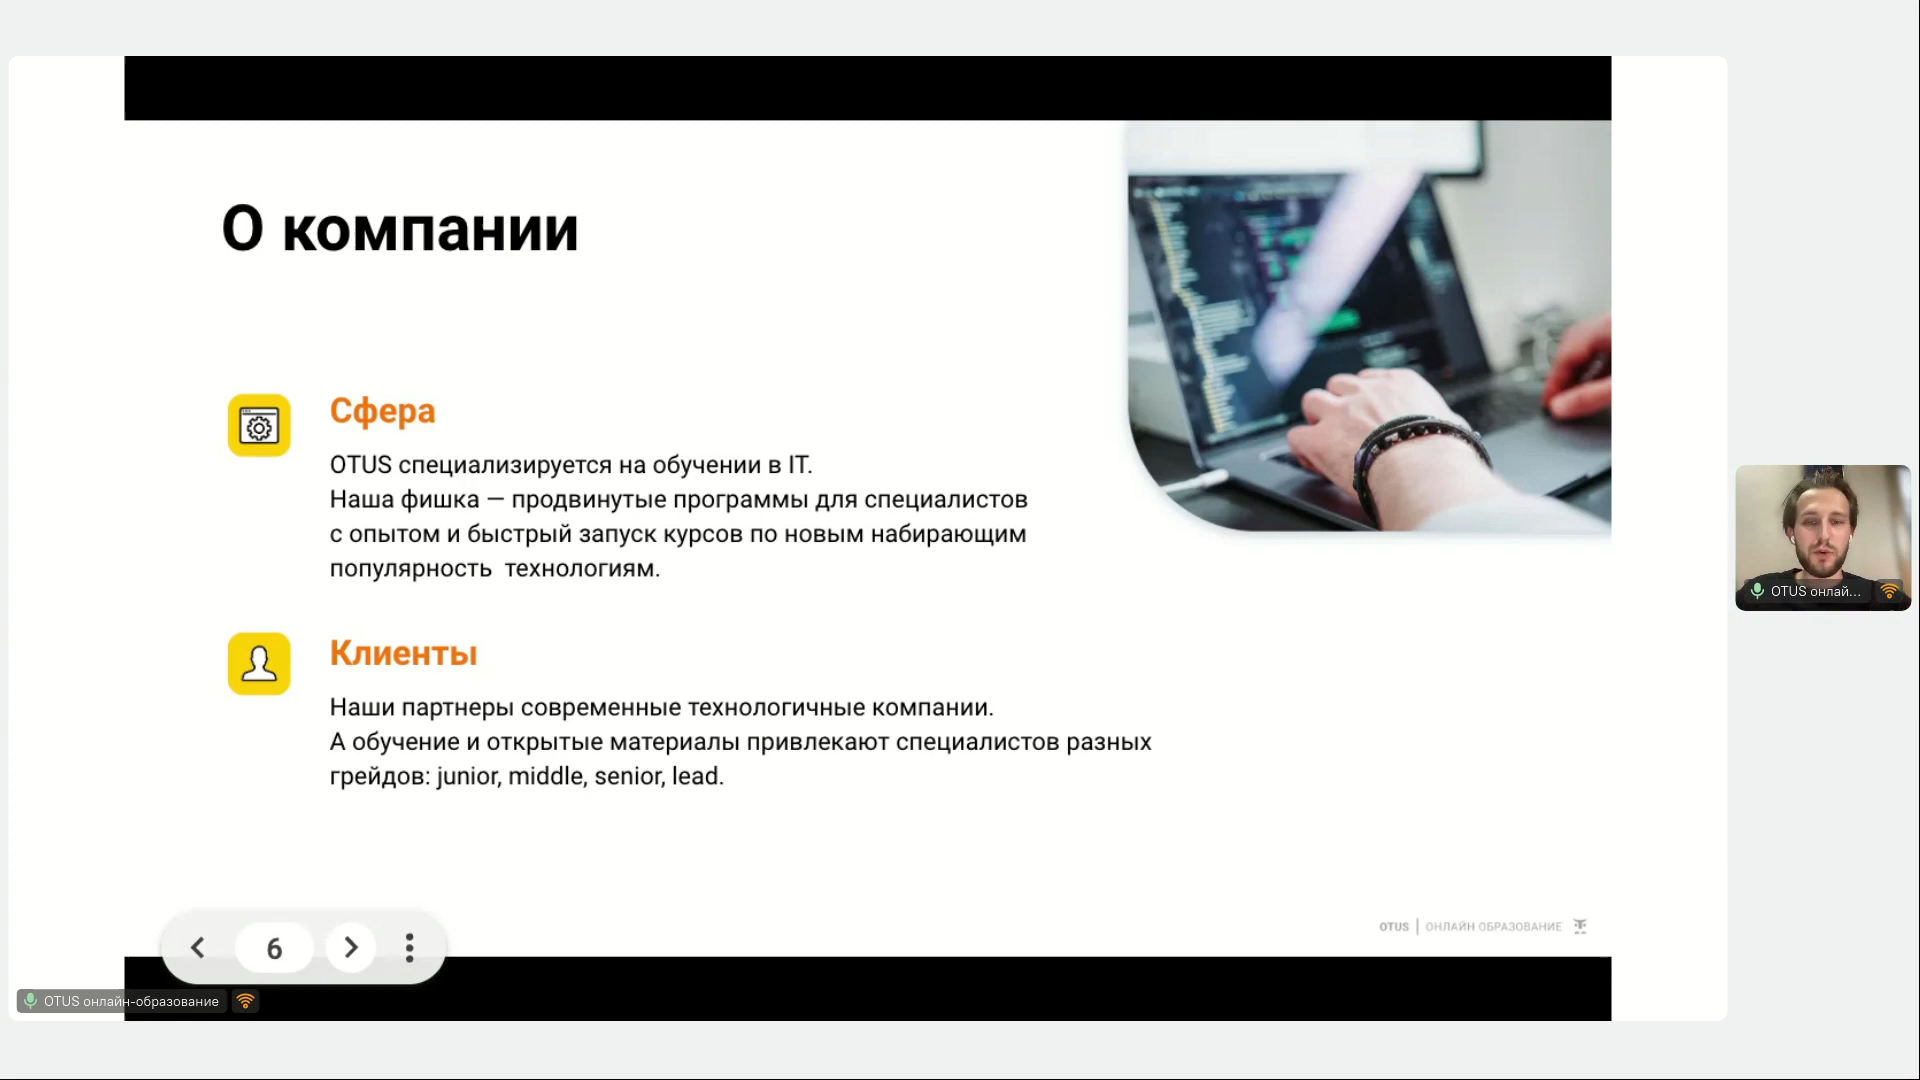 О компании
Сфера
OTUS специализируется на обучении в IT.
Наша фишка — продвинутые программы для специалистов
с опытом и быстрый запуск курсов по новым набирающим
популярность технологиям.
Клиенты
Наши партнеры современные технологичные компании.
А обучение и открытые материалы привлекают специалистов разных
грейдов: junior, middle, senior, lead.
OTUS онлай...
OTUS | ОНЛАЙН ОБРАЗОВАНИЕ
6
OTUS онлайн-образование